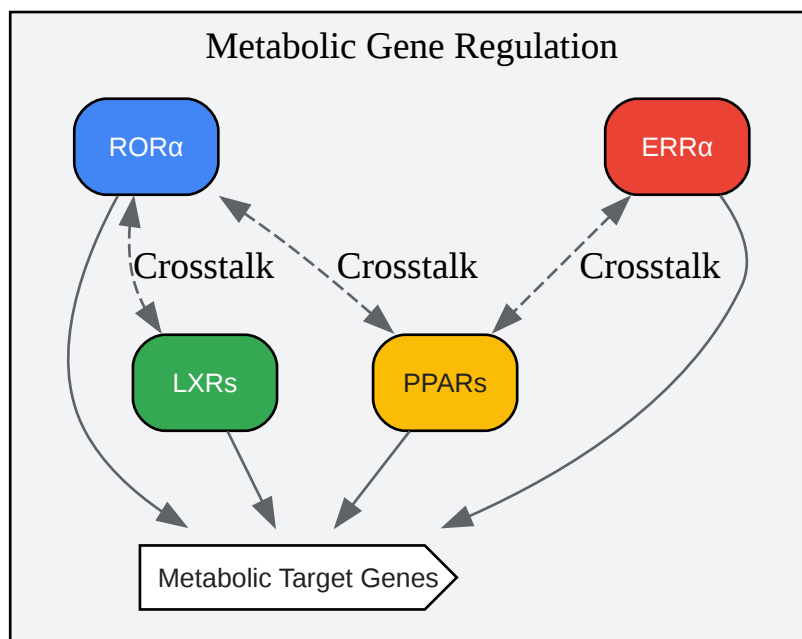 Metabolic Gene Regulation
RORα
ERRα
Crosstalk
Crosstalk
Crosstalk
LXRs
PPARs
Metabolic Target Genes